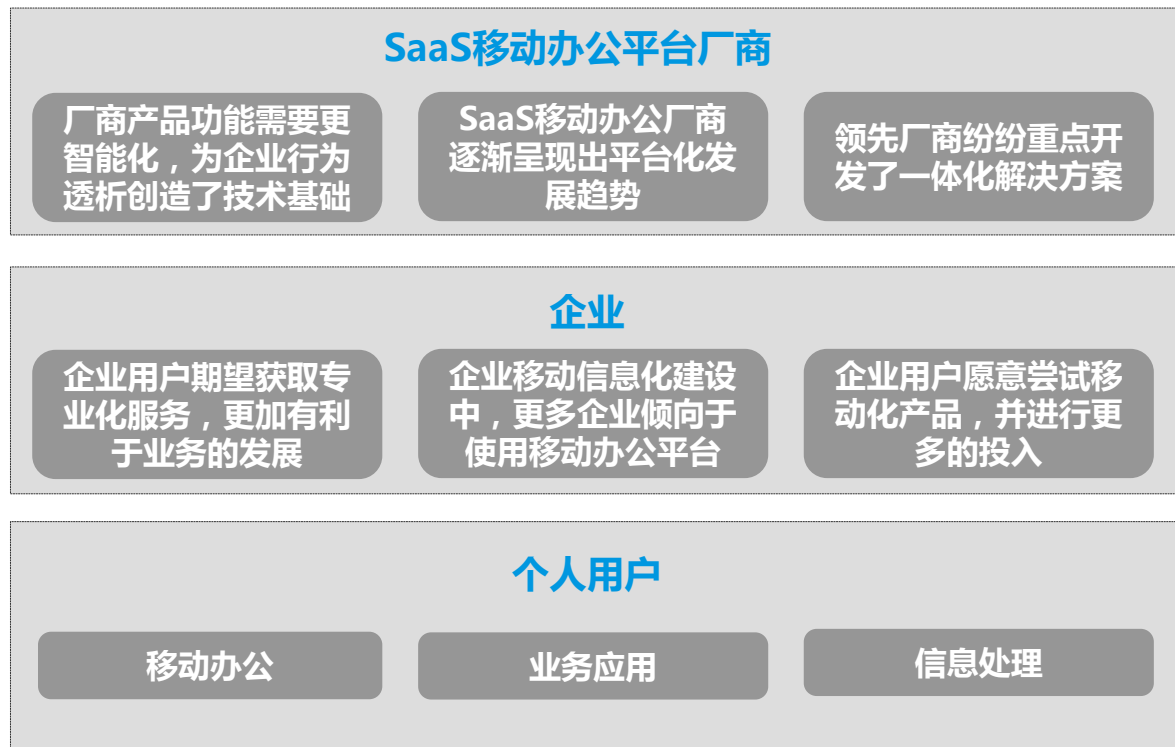 SaaS移动办公平台厂商
厂商产品功能需要更
智能化，为企业行为
透析创造了技术基础
SaaS移动办公厂商
逐渐呈现出平台化发
展趋势
领先厂商纷纷重点开
发了一体化解决方案
企业
企业用户期望获取专
业化服务，更加有利
于业务的发展
企业移动信息化建设
中，更多企业倾向于
使用移动办公平台
企业用户愿意尝试移
动化产品，并进行更
多的投入
个人用户
移动办公
业务应用
信息处理